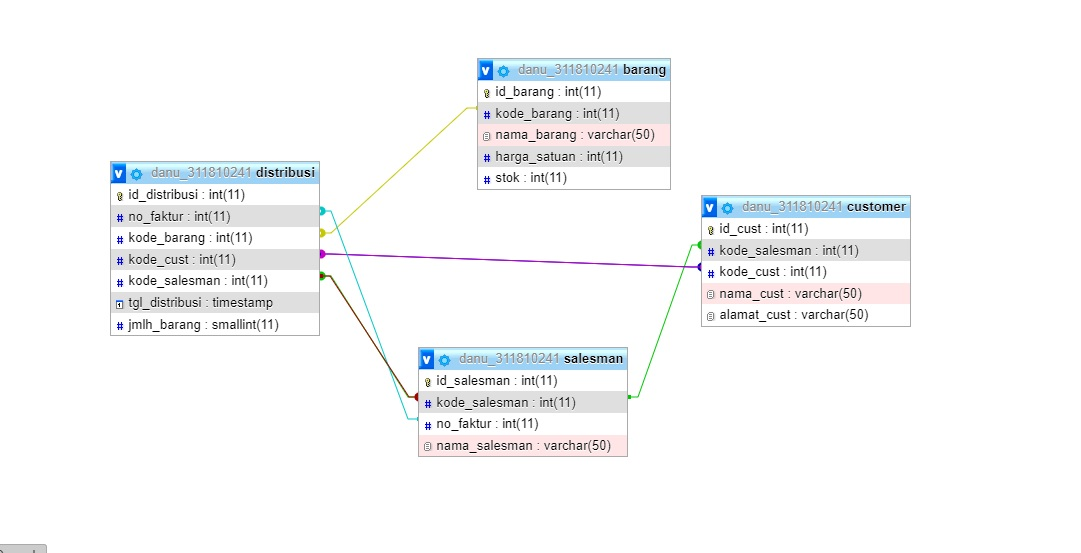 danu_311810241 barang
id_barang : int(11)
kode_barang : int(11)
nama_barang : varchar(50)
harga_satuan : int(11)
stok : int(11)
danu_311810241 distribusi
id_distribusi : int(11)
no_faktur : int(11)
kode_barang : int(11)
kode_cust : int(11)
kode_salesman : int(11)
tgl_distribusi : timestamp
jmlh_barang : smallint(11)
danu_311810241 customer
id_cust : int(11)
kode_salesman : int(11)
kode_cust : int(11)
nama_cust : varchar(50)
alamat_cust : varchar(50)
danu_311810241 salesman
id_salesman : int(11)
kode_salesman : int(11)
no_faktur : int(11)
nama_salesman : varchar(50)